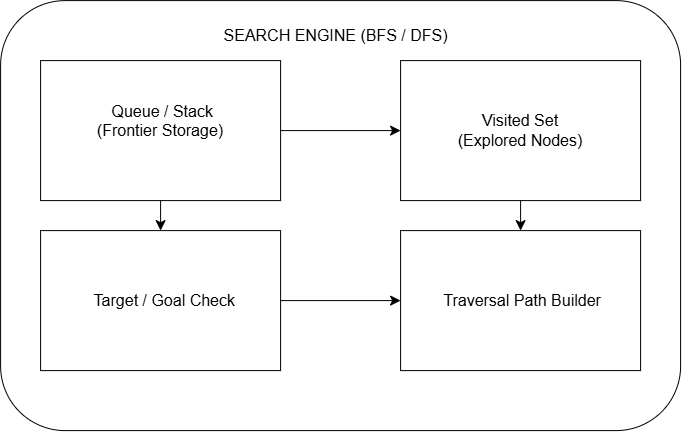 SEARCH ENGINE (BFS / DFS)
Queue / Stack
(Frontier Storage)
Visited Set
(Explored Nodes)
Target / Goal Check
Traversal Path Builder